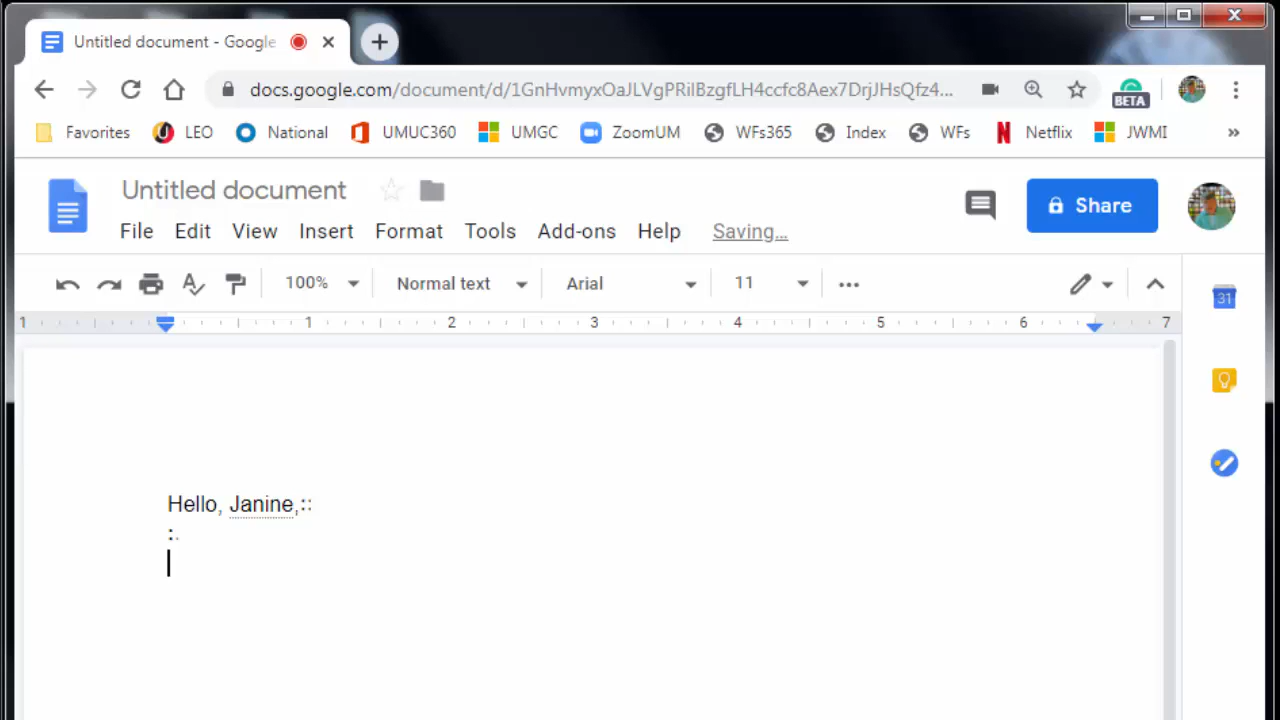 Untitled document - Google
docs.google.com/document/d/1GnHvmyxOaJLVgPRilBzgfLH4ccfc8Aex7DrjJHsQfz4...
BETA
Favorites LEO National UMUC360 UMGC ZoomUM WFs365 Index WFs Netflix JWMI »
Untitled document
Share
File Edit View Insert Format Tools Add-ons Help Saving...
100% Normal text Arial 11
1 1 2 3 4 5 6 7
31
Hello, Janine,::
:.